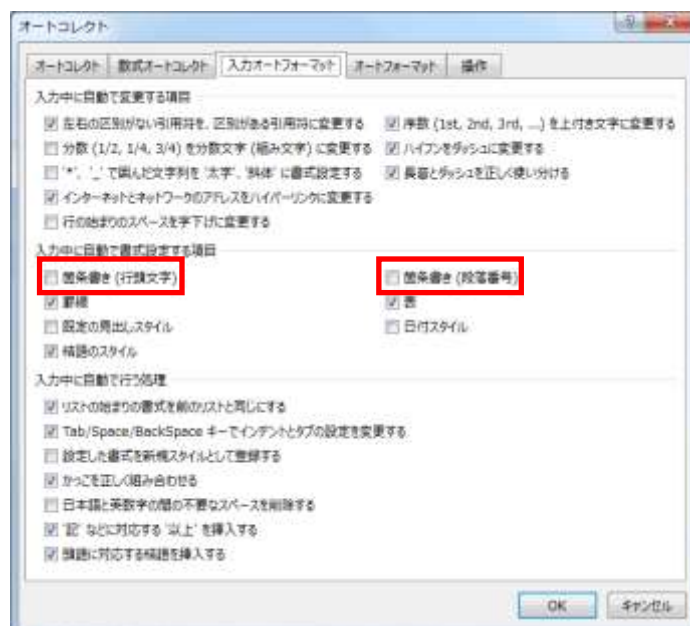 オートコレクト
オートコレクト 数式オートコレクト 入力オートフォーマット オートフォーマット 操作
入力中に自動で変更する項目
左右の区別がない引用符を、区別がある引用符に変更する 序数 (1st, 2nd, 3rd, ...) を上付き文字に変更する
分数 (1/2, 1/4, 3/4) を分数文字 (組み文字) に変更する ハイフンをダッシュに変更する
'*'、'_' で囲んだ文字列を '太字'、'斜体' に書式設定する 長音とダッシュを正しく使い分ける
インターネットとネットワークのアドレスをハイパーリンクに変更する
行の始まりのスペースを字下げに変更する
入力中に自動で書式設定する項目
箇条書き (行頭文字) 箇条書き (段落番号)
罫線 表
既定の見出しスタイル 日付スタイル
結語のスタイル
入力中に自動で行う処理
リストの始まりの書式を前のリストと同じにする
Tab/Space/BackSpace キーでインデントとタブの設定を変更する
設定した書式を新規スタイルとして登録する
かっこを正しく組み合わせる
日本語と英数字の間の不要なスペースを削除する
'記' などに対応する '以上' を挿入する
頭語に対応する結語を挿入する
OK キャンセル